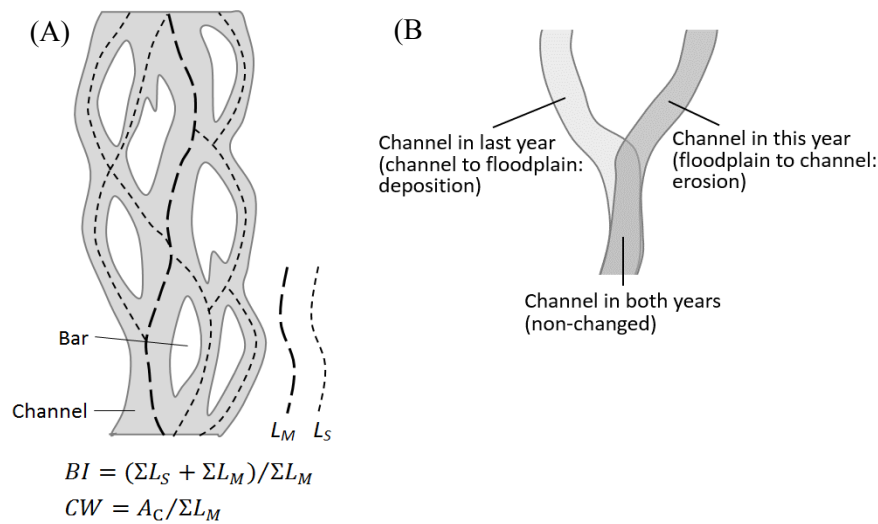 (A)
Bar
Channel
L_M
L_S
BI = (ΣL_S + ΣL_M)/ΣL_M
CW = A_C/ΣL_M
(B
Channel in last year
(channel to floodplain:
deposition)
Channel in this year
(floodplain to channel:
erosion)
Channel in both years
(non-changed)